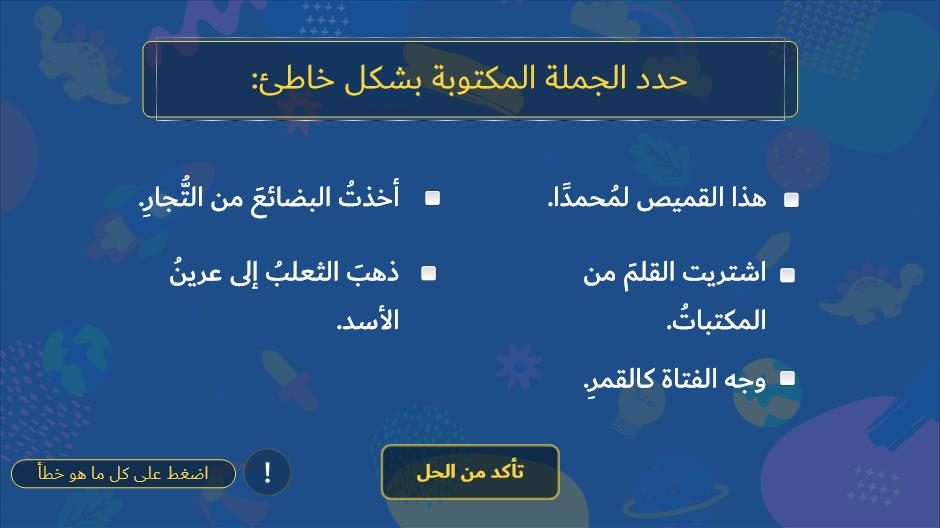 حدد الجملة المكتوبة بشكل خاطئ:
هذا القميص لمُحمدًا.
أخذتُ البضائعَ من التُّجارِ.
اشتريت القلمَ من
المكتباتُ.
ذهبَ الثعلبُ إلى عرينُ
الأسد.
وجه الفتاة كالقمرِ.
تأكد من الحل
!
اضغط على كل ما هو خطأ